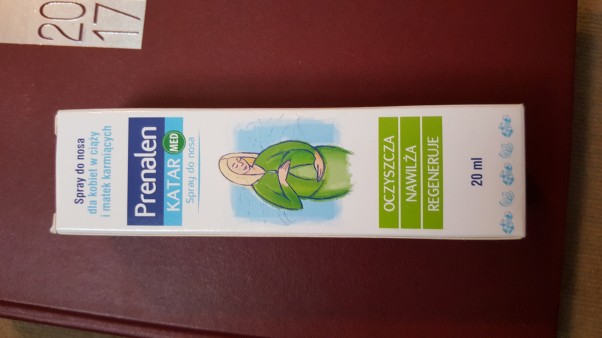 20
17
Spray do nosa
dla kobiet w ciąży
i matek karmiących
Prenalen
KATAR MED
Spray do nosa
OCZYSZCZA
NAWILŻA
REGENERUJE
20 ml